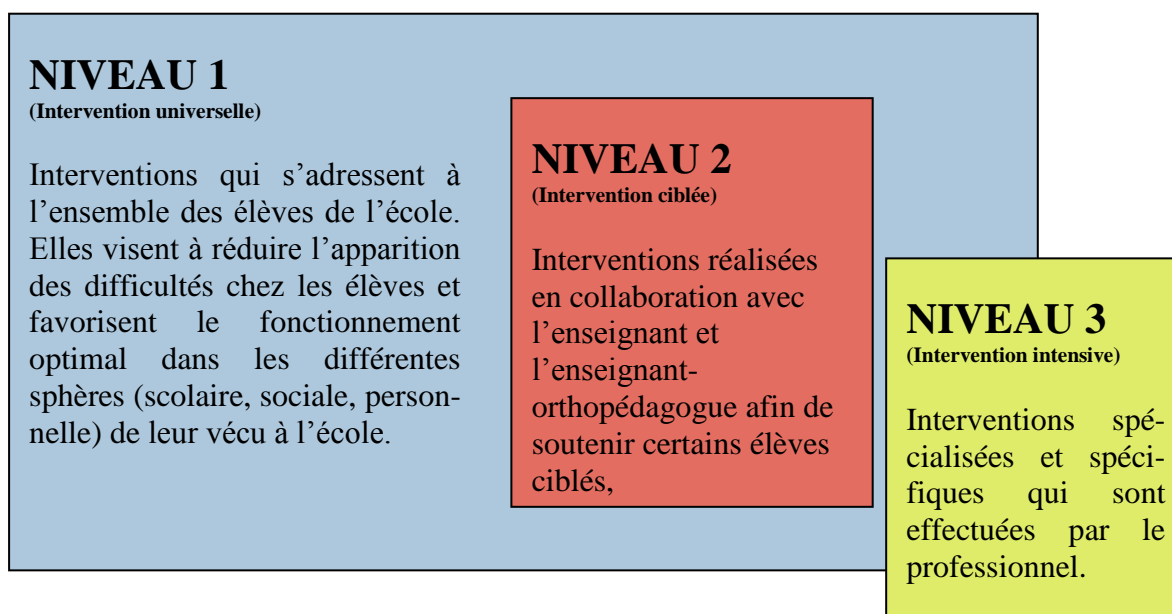 NIVEAU 1
(Intervention universelle)
Interventions qui s’adressent à
l’ensemble des élèves de l’école.
Elles visent à réduire l’apparition
des difficultés chez les élèves et
favorisent le fonctionnement
optimal dans les différentes
sphères (scolaire, sociale, person-
nelle) de leur vécu à l’école.
NIVEAU 2
(Intervention ciblée)
Interventions réalisées
en collaboration avec
l’enseignant et
l’enseignant-
orthopédagogue afin de
soutenir certains élèves
ciblés,
NIVEAU 3
(Intervention intensive)
Interventions spé-
cialisées et spéci-
fiques qui sont
effectuées par le
professionnel.